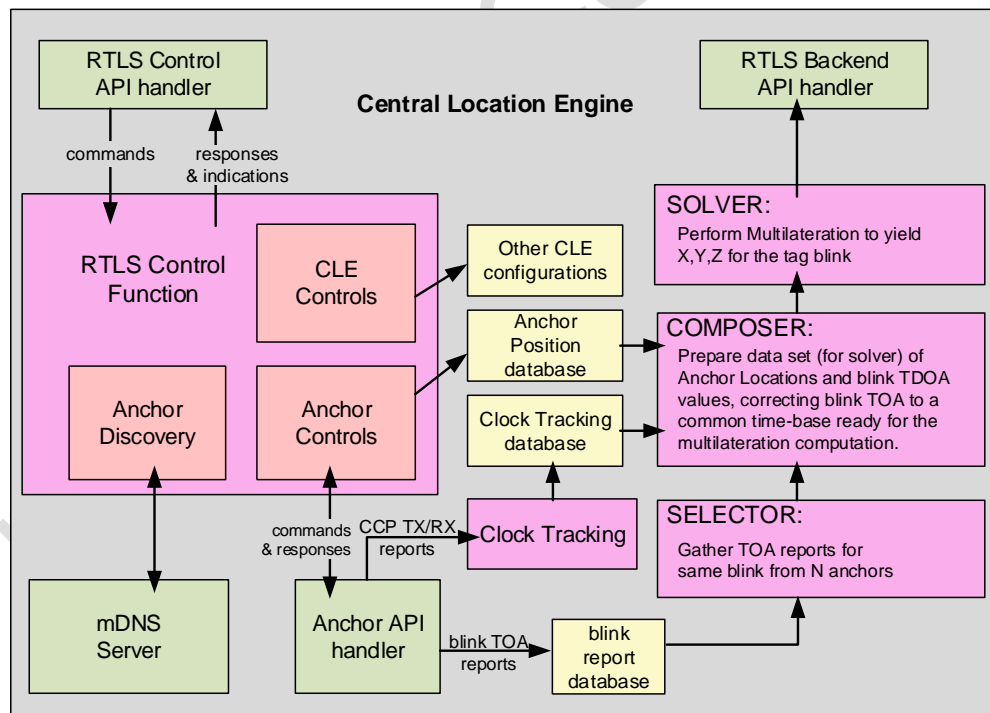 RTLS Control
API handler
RTLS Backend
API handler
Central Location Engine
commands
responses
& indications
RTLS Control
Function
CLE
Controls
Anchor
Discovery
Anchor
Controls
Other CLE
configurations
Anchor
Position
database
Clock Tracking
database
SOLVER:
Perform Multilateration to yield
X,Y,Z for the tag blink
COMPOSER:
Prepare data set (for solver) of
Anchor Locations and blink TDOA
values, correcting blink TOA to a
common time-base ready for the
multilateration computation.
commands
& responses
CCP TX/RX
reports
Clock Tracking
SELECTOR:
Gather TOA reports for
same blink from N anchors
mDNS
Server
Anchor API
handler
blink TOA
reports
blink
report
database